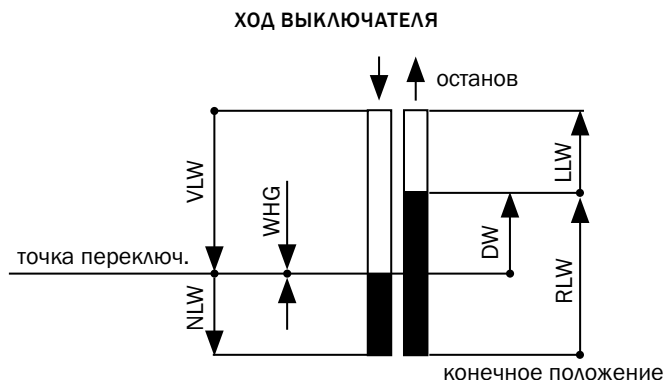 ХОД ВЫКЛЮЧАТЕЛЯ
останов
VLW
WHG
LLW
точка переключ.
DW
RLW
NLW
конечное положение